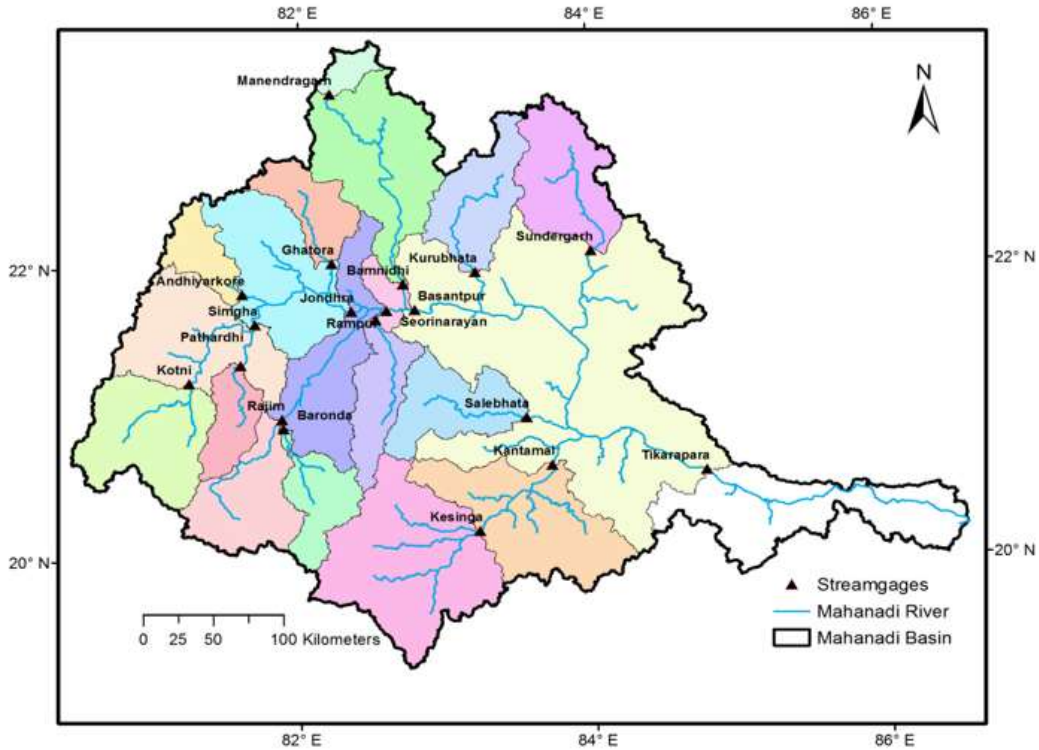 82° E
84° E
86° E
N
Manendragarh
Sundergarh
Ghatora
Kurubhata
22° N
22° N
Bamnidhi
Andhiyarkore
Jondhra
Basantpur
Simgha
Rampur
Seorinarayan
Pathardhi
Kotni
Rajim
Baronda
Salebhata
Kantamal
Tikarapara
Kesinga
20° N
20° N
Streamgages
Mahanadi River
Mahanadi Basin
0 25 50 100 Kilometers
82° E
84° E
86° E